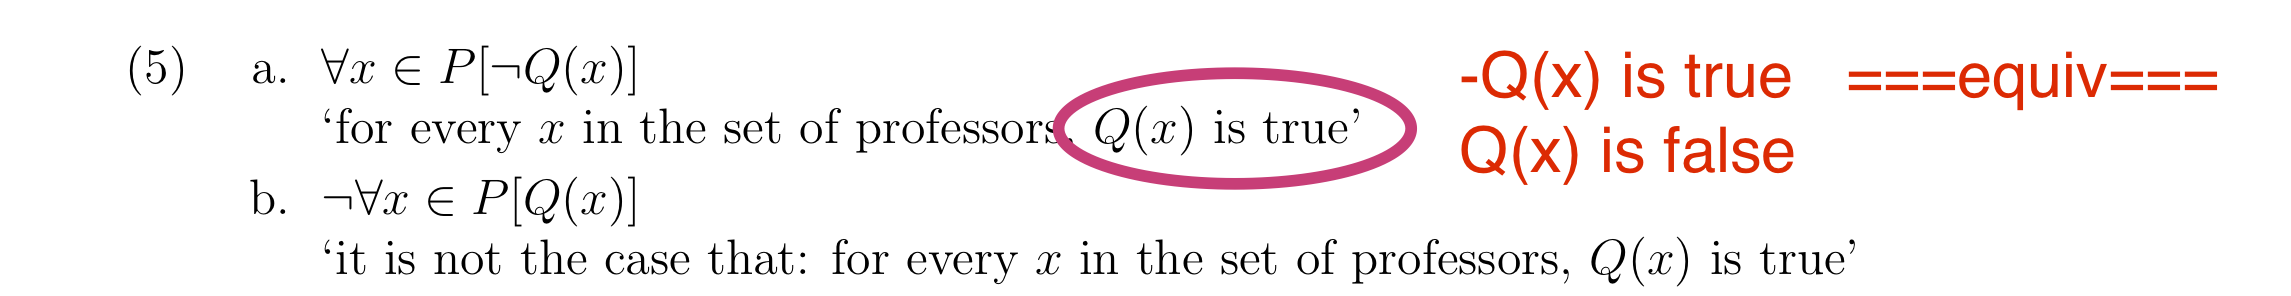 (5) a. ∀x ∈ P[¬Q(x)]
‘for every x in the set of professors, Q(x) is true’
b. ¬∀x ∈ P[Q(x)]
‘it is not the case that: for every x in the set of professors, Q(x) is true’
-Q(x) is true ===equiv===
Q(x) is false